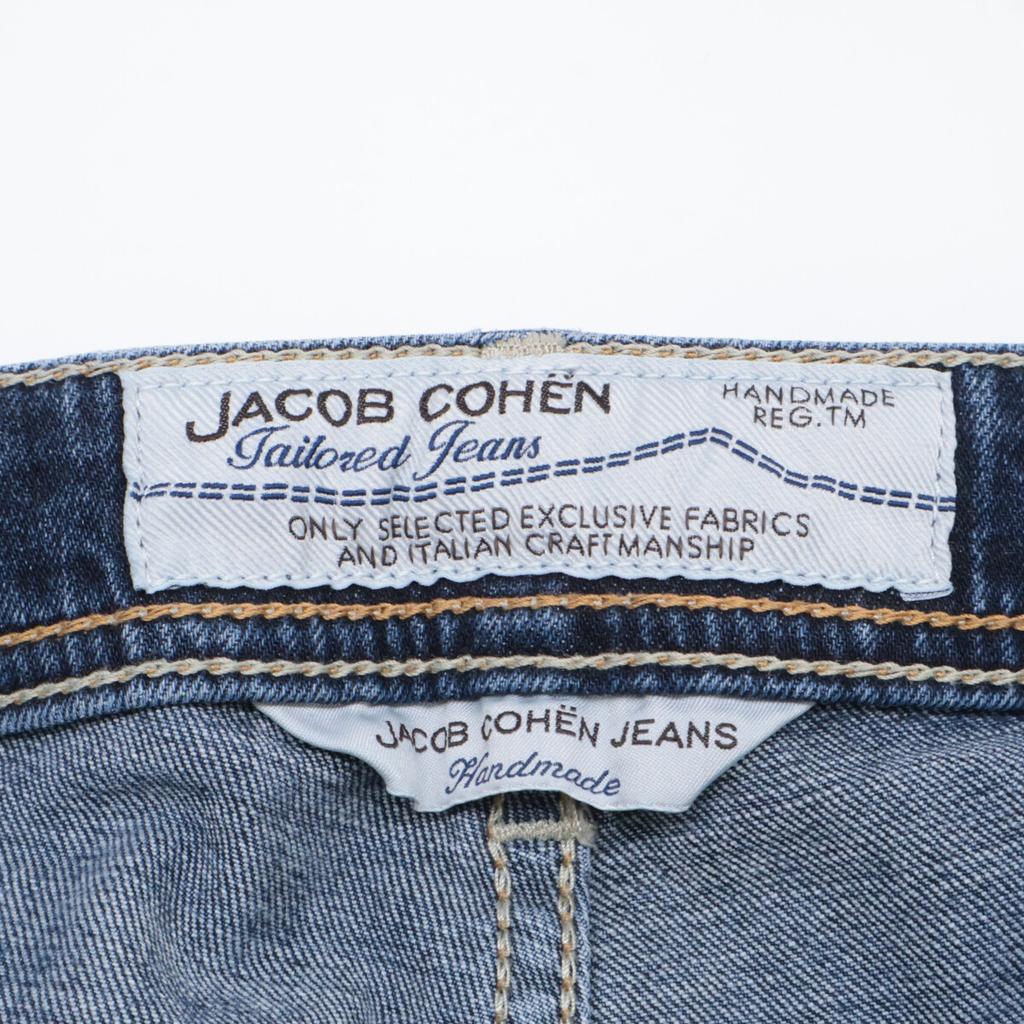 JACOB COHËN
Tailored Jeans
HANDMADE
REG.TM
ONLY SELECTED EXCLUSIVE FABRICS
AND ITALIAN CRAFTMANSHIP
JACOB COHËN JEANS
Handmade